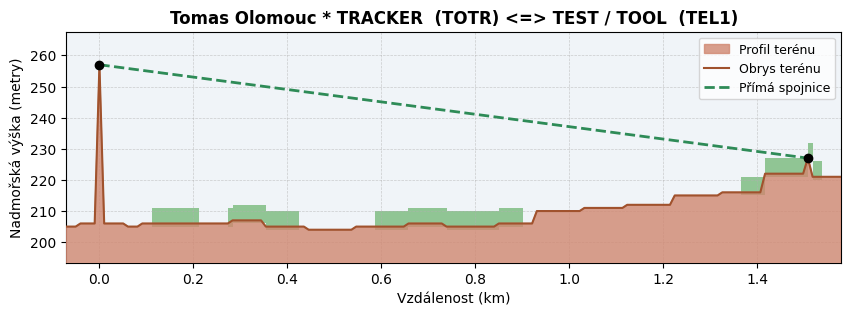 Tomas Olomouc * TRACKER  (TOTR) <=> TEST / TOOL  (TEL1)
Nadmořská výška (metry)
260
250
240
230
220
210
200
Profil terénu
Obrys terénu
Přímá spojnice
0.0 0.2 0.4 0.6 0.8 1.0 1.2 1.4
Vzdálenost (km)